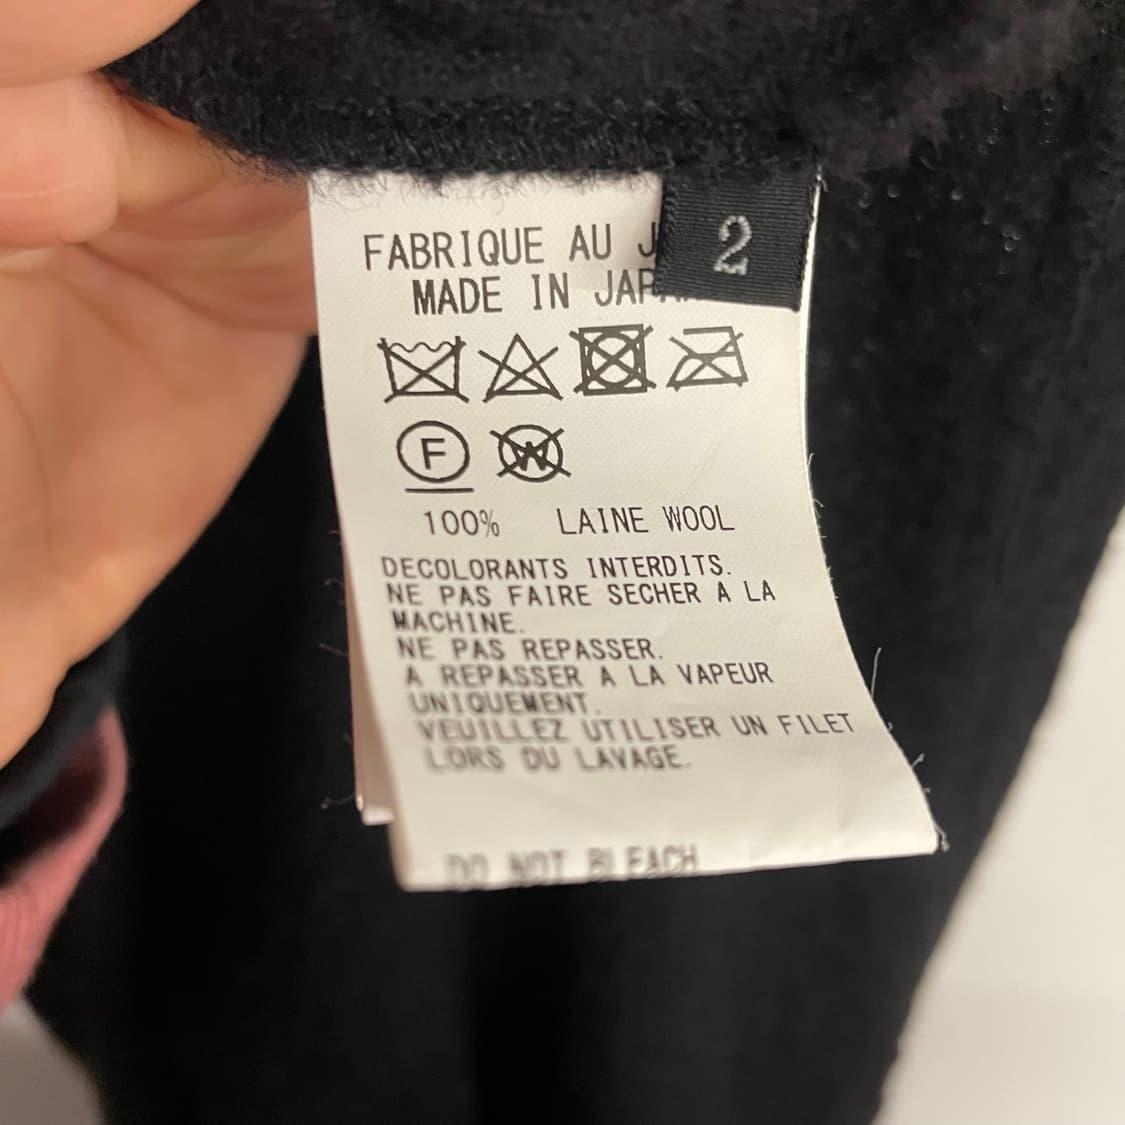 FABRIQUE AU
2
MADE IN
F
W
100% LAINE WOOL
DECOLORANTS INTERDITS.
NE PAS FAIRE SECHER A LA
MACHINE.
NE PAS REPASSER.
A REPASSER A LA VAPEUR
UNIQUEMENT.
VEUILLEZ UTILISER UN FILET
LORS DU LAVAGE.
DO NOT BLEACH